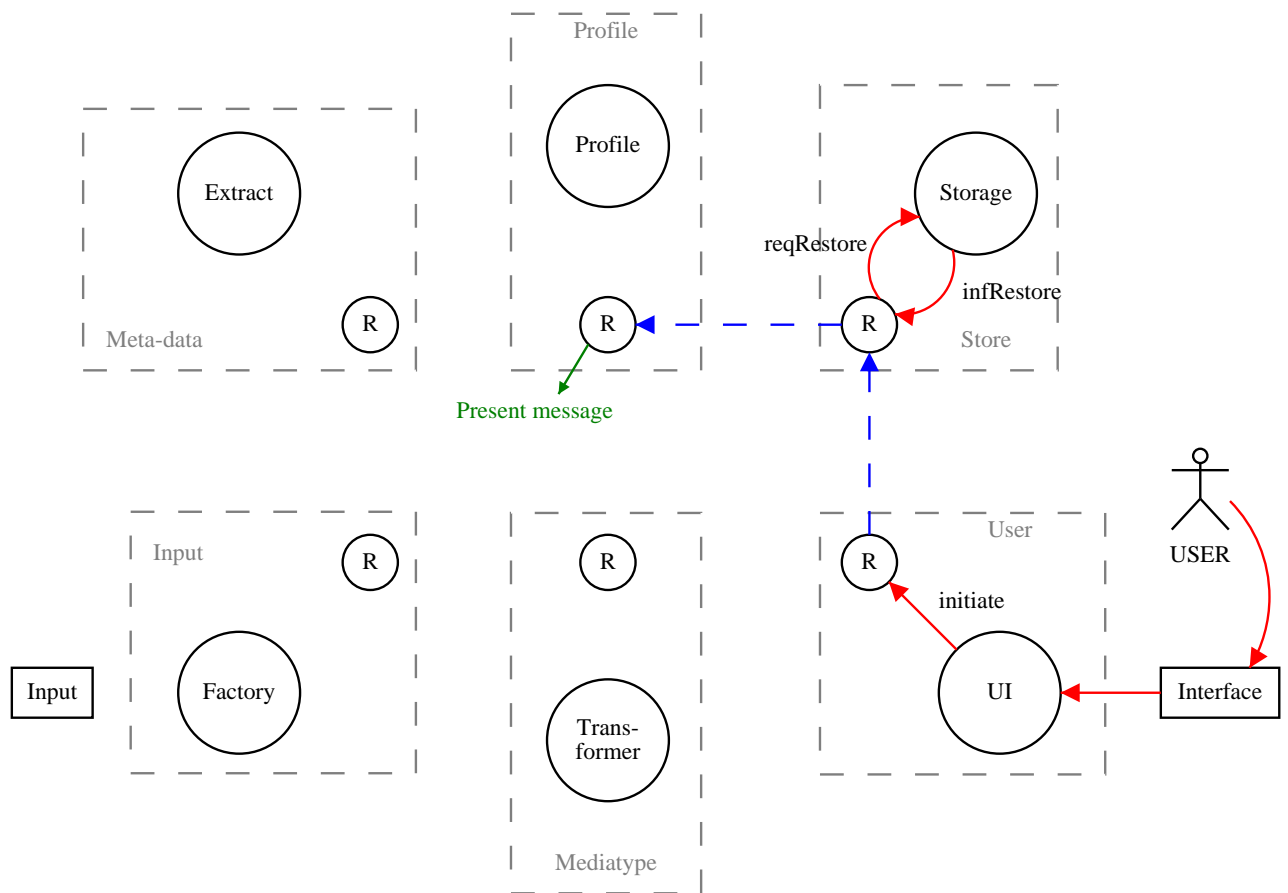 Profile
Profile
Extract
Storage
reqRestore
infRestore
R
R
R
Meta-data
Store
Present message
Input
User
USER
R
R
R
initiate
Input
Factory
UI
Interface
Trans-
former
Mediatype